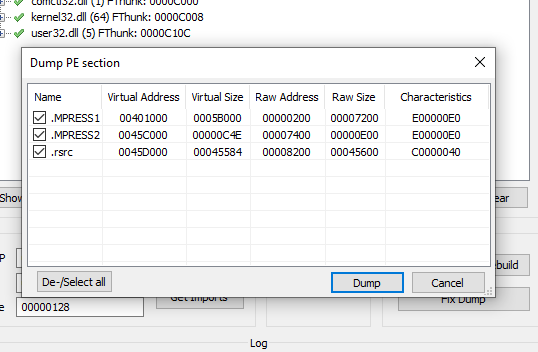 comctl32.dll (1) FThunk: 0000C000
kernel32.dll (64) FThunk: 0000C008
user32.dll (5) FThunk: 0000C10C
Dump PE section
Name Virtual Address Virtual Size Raw Address Raw Size Characteristics
.MPRESS1 00401000 0005B000 00000200 00007200 E00000E0
.MPRESS2 0045C000 00000C4E 00007400 00000E00 E00000E0
.rsrc 0045D000 00045584 00008200 00045600 C0000040
Show
ear
P
ebuild
De-/Select all Dump Cancel
e 00000128 Get Imports Fix Dump
Log